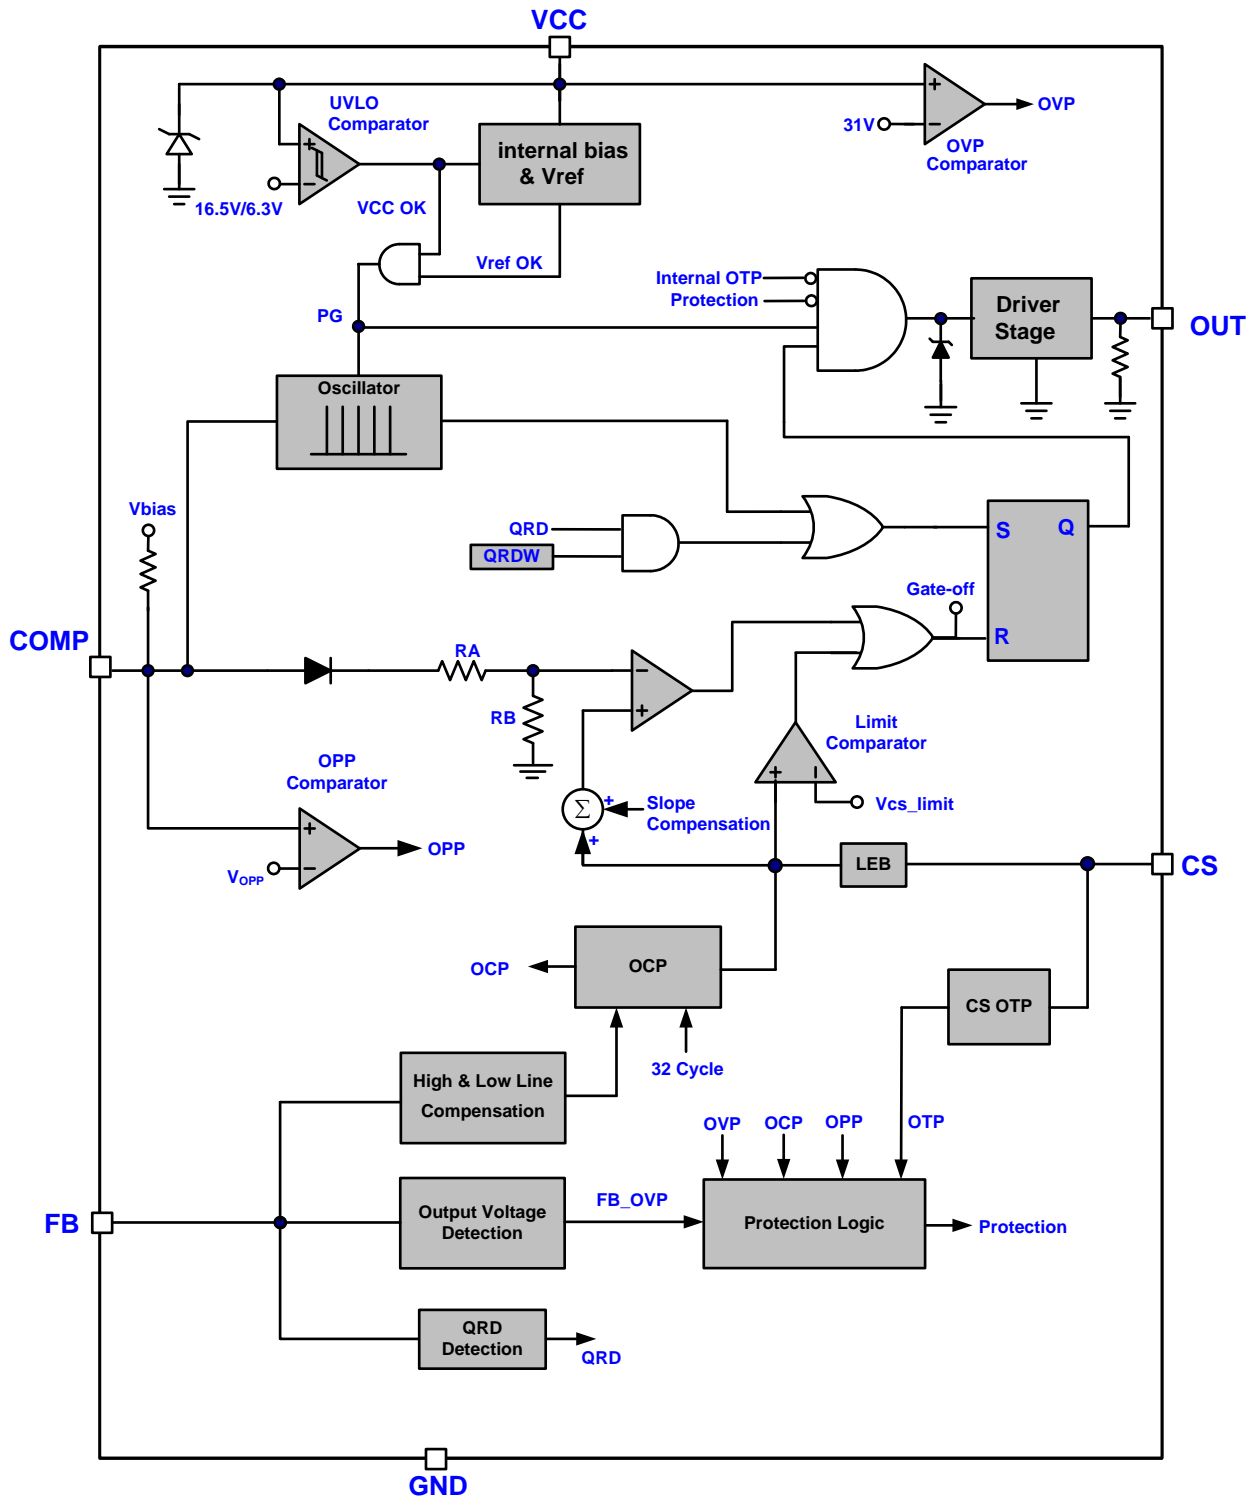 VCC
UVLO
Comparator
+
−
16.5V/6.3V
VCC OK
internal bias
& Vref
Vref OK
+
−
31V
OVP
OVP
Comparator
PG
Internal OTP
Protection
Driver
Stage
OUT
Oscillator
Vbias
QRD
QRDW
S
Q
R
Gate-off
COMP
RA
RB
−
+
Limit
Comparator
+
−
Vcs_limit
OPP
Comparator
+
−
VOPP
OPP
Σ
+
+
Slope
Compensation
LEB
CS
OCP
OCP
32 Cycle
CS OTP
High & Low Line
Compensation
OVP
OCP
OPP
OTP
FB
Output Voltage
Detection
FB_OVP
Protection Logic
Protection
QRD
Detection
QRD
GND